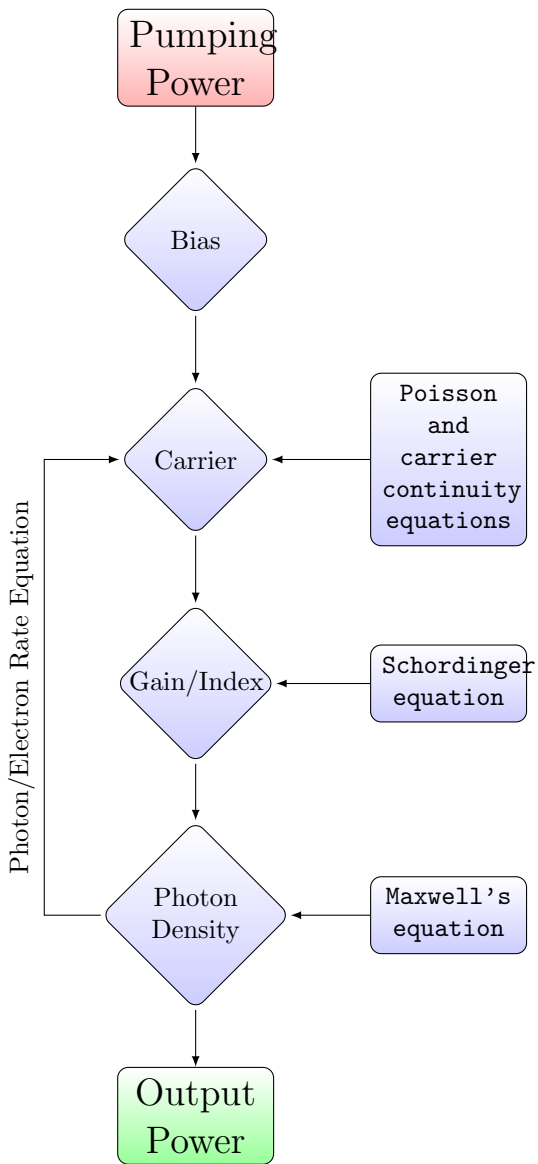 Pumping
Power
Bias
Carrier
Poisson
and
carrier
continuity
equations
Photon/Electron Rate Equation
Gain/Index
Schordinger
equation
Photon
Density
Maxwell's
equation
Output
Power